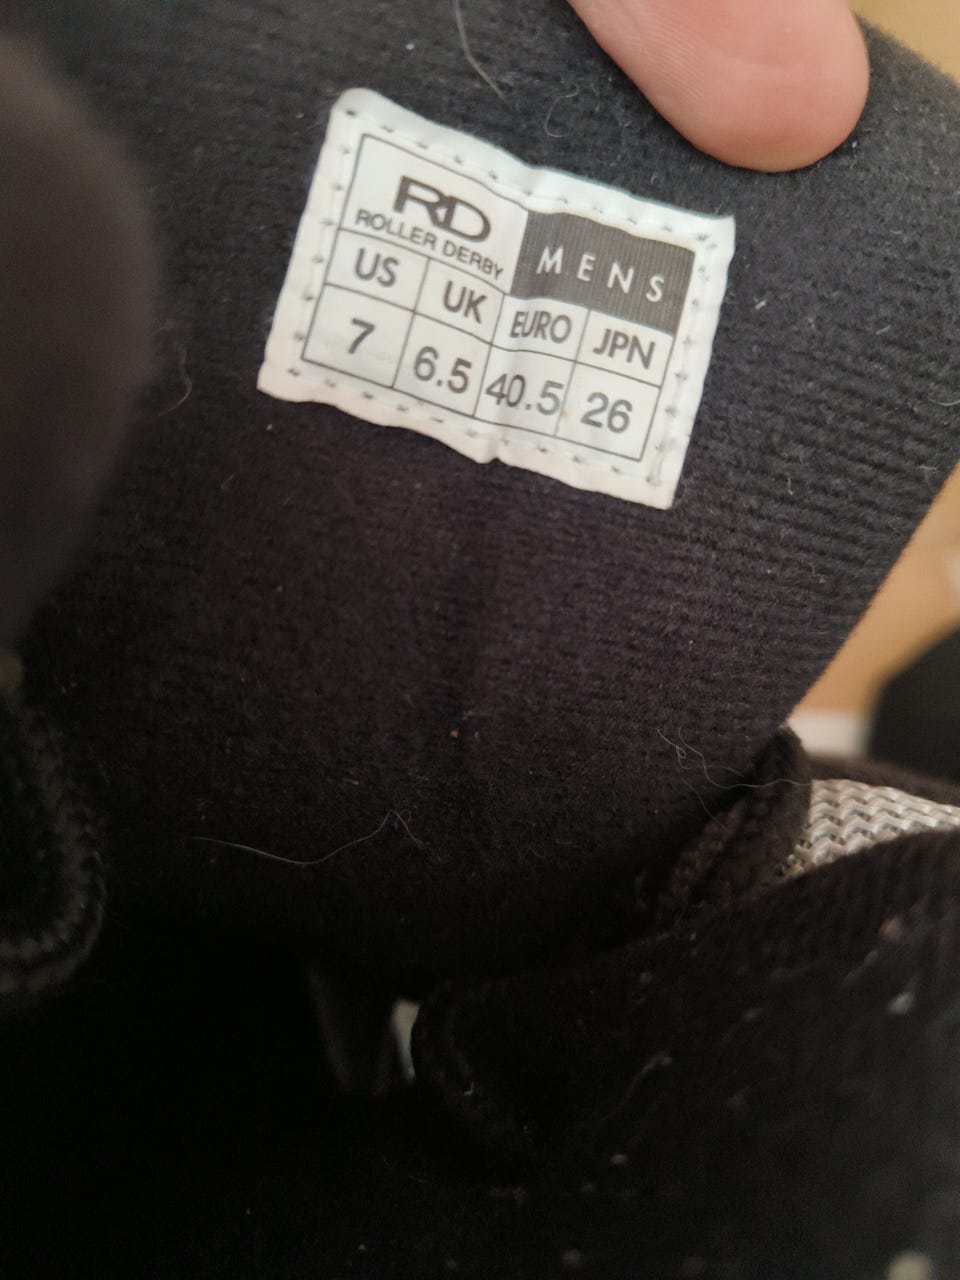 RD
ROLLER DERBY
MENS
US UK EURO JPN
7 6.5 40.5 26